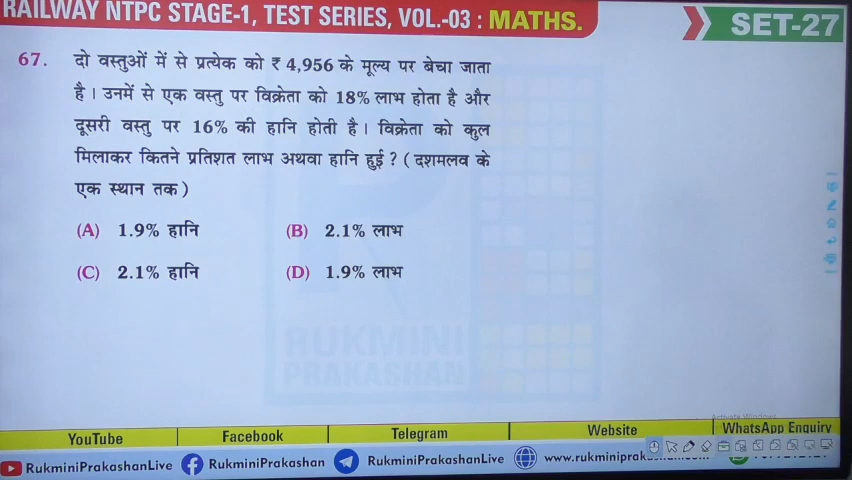 RAILWAY NTPC STAGE-1, TEST SERIES, VOL.-03 : MATHS.
SET-27
67. दो वस्तुओं में से प्रत्येक को ₹ 4,956 के मूल्य पर बेचा जाता
है। उनमें से एक वस्तु पर विक्रेता को 18% लाभ होता है और
दूसरी वस्तु पर 16% की हानि होती है। विक्रेता को कुल
मिलाकर कितने प्रतिशत लाभ अथवा हानि हुई ? ( दशमलव के
एक स्थान तक )
(A) 1.9% हानि (B) 2.1% लाभ
(C) 2.1% हानि (D) 1.9% लाभ
RUKMINI
PRAKASHAN
Activate Windows
YouTube Facebook Telegram Website WhatsApp Enquiry
RukminiPrakashanLive RukminiPrakashan RukminiPrakashanLive